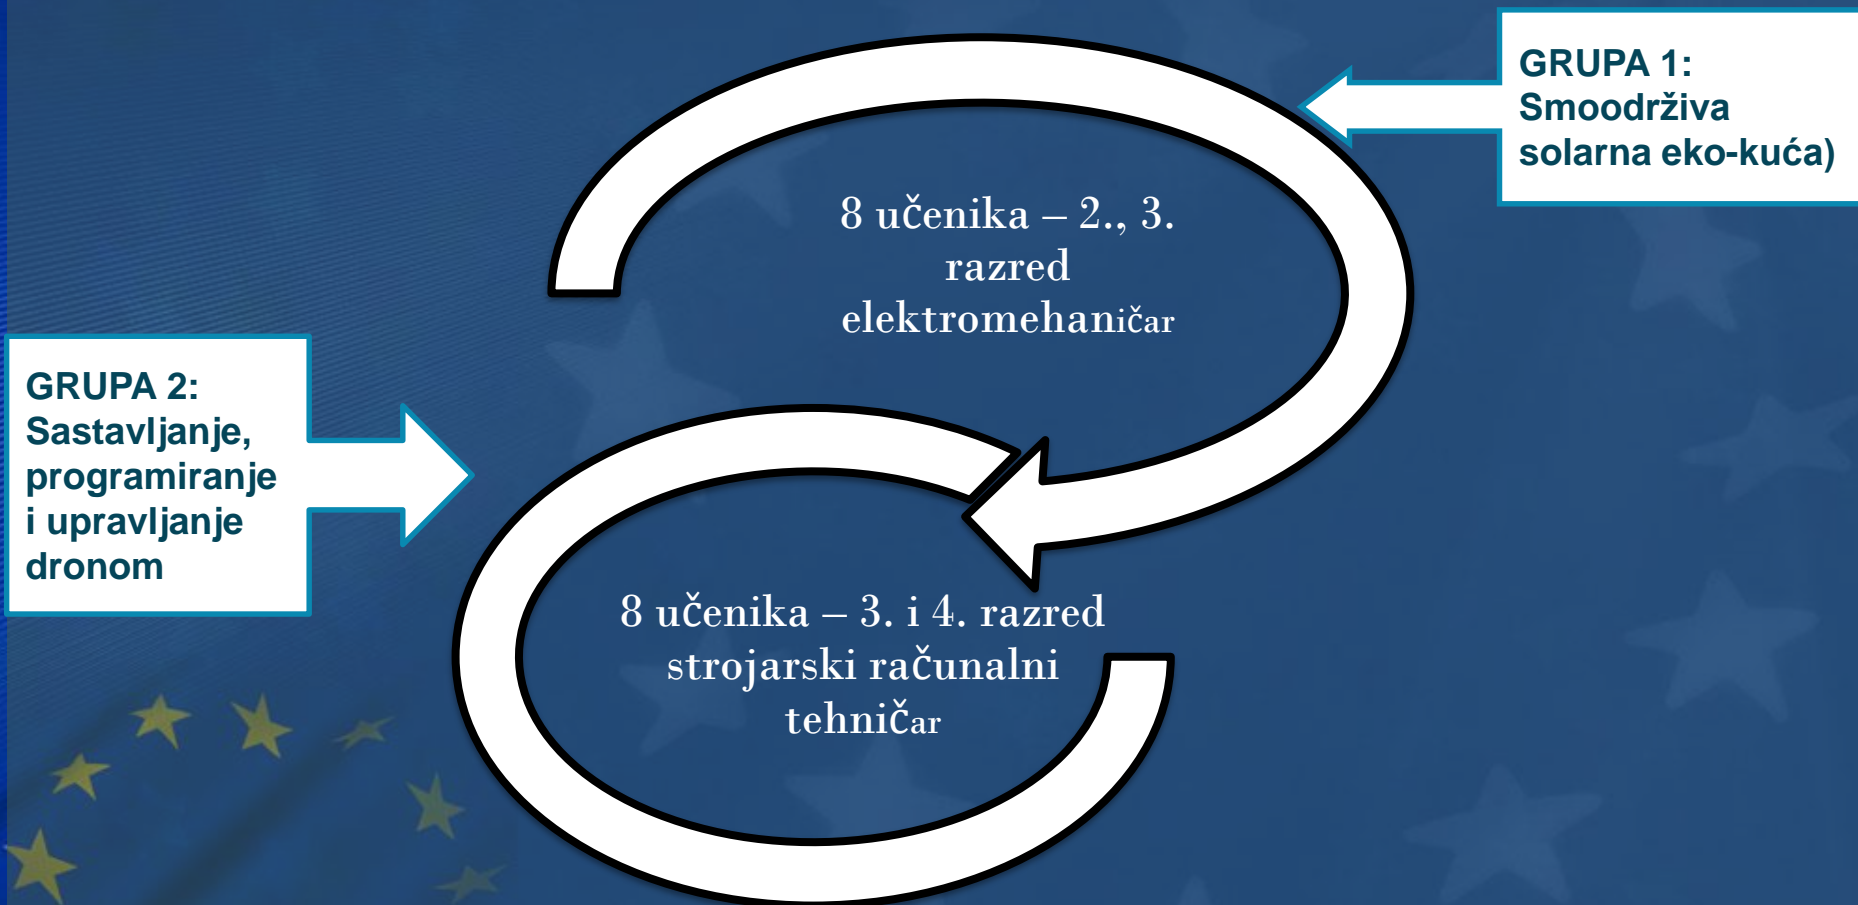 GRUPA 1:
Smoodrživa
solarna eko-kuća)
8 učenika – 2., 3.
razred
elektromehaničar
GRUPA 2:
Sastavljanje,
programiranje
i upravljanje
dronom
8 učenika – 3. i 4. razred
strojarski računalni
tehničar